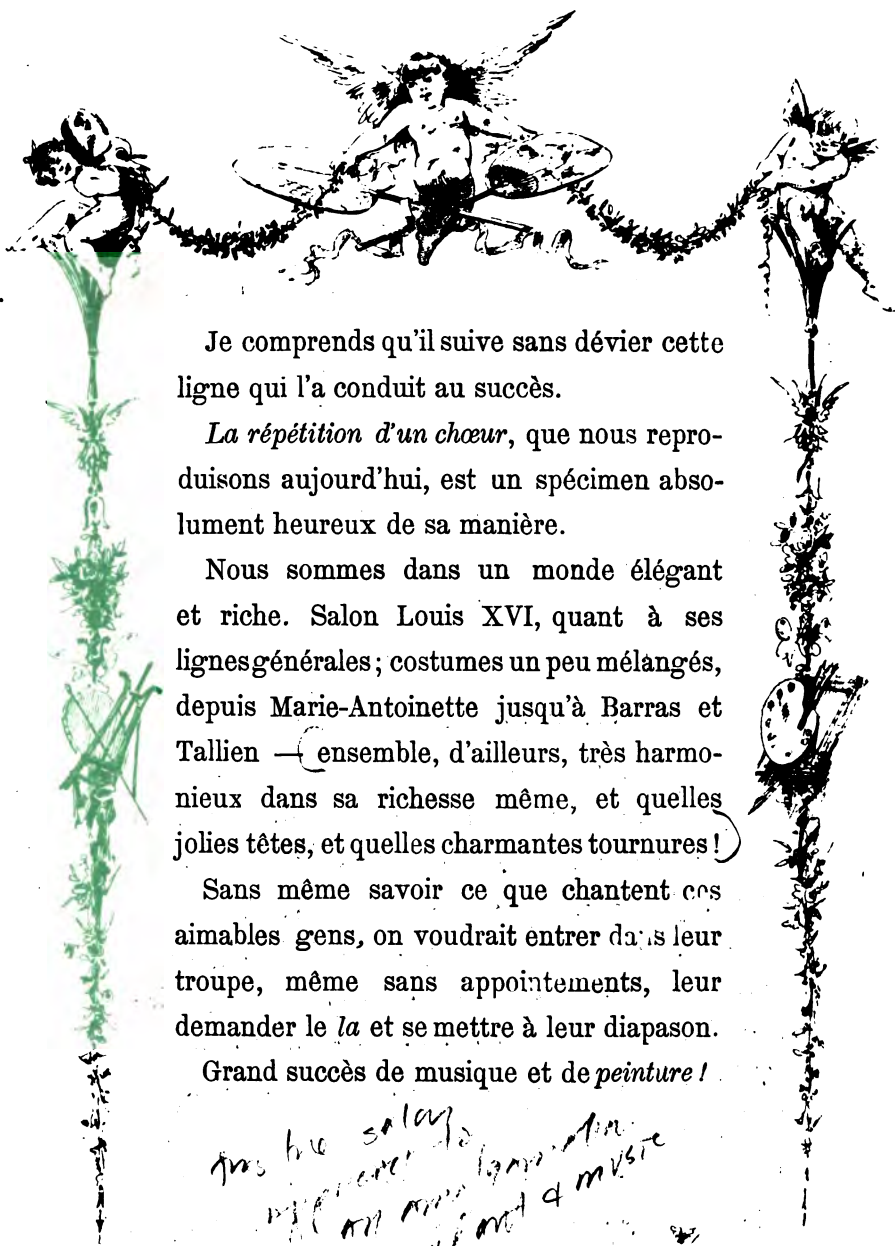 Je comprends qu'il suive sans dévier cette
ligne qui l'a conduit au succès.
La répétition d'un chœur, que nous repro-
duisons aujourd'hui, est un spécimen abso-
lument heureux de sa manière.
Nous sommes dans un monde élégant
et riche. Salon Louis XVI, quant à ses
lignes générales ; costumes un peu mélangés,
depuis Marie-Antoinette jusqu'à Barras et
Tallien — ensemble, d'ailleurs, très harmo-
nieux dans sa richesse même, et quelles
jolies têtes, et quelles charmantes tournures !
Sans même savoir ce que chantent ces
aimables gens, on voudrait entrer dans leur
troupe, même sans appointements, leur
demander le la et se mettre à leur diapason.
Grand succès de musique et de peinture !
salon
music